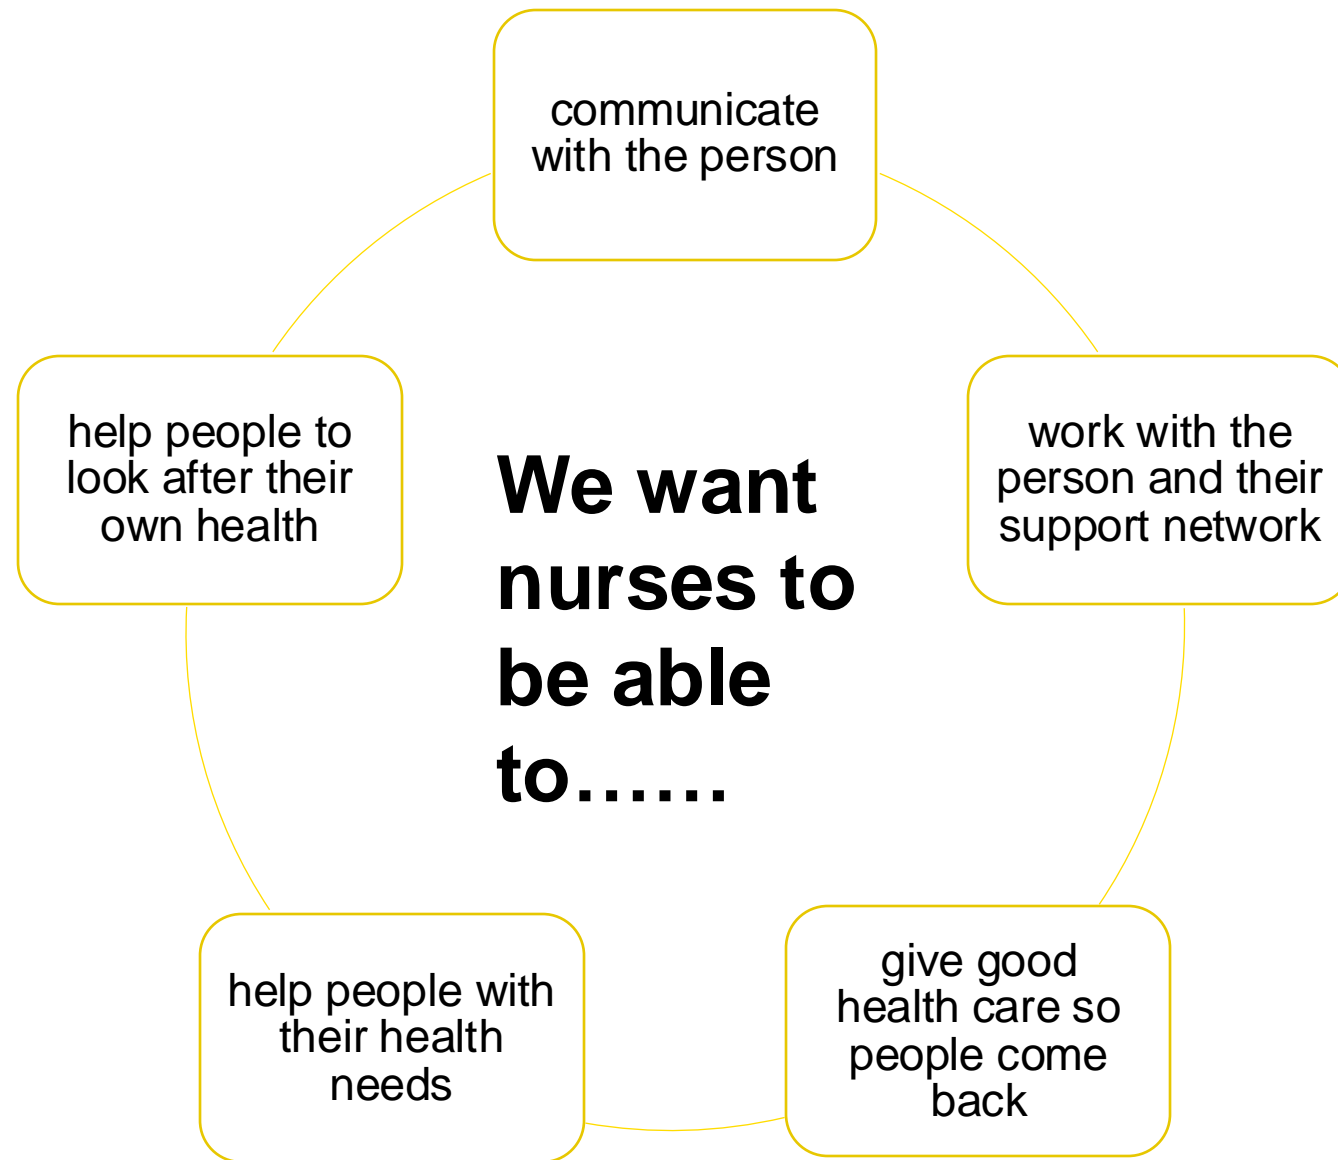 communicate
with the person
help people to
look after their
own health
We want
nurses to
be able
to......
work with the
person and their
support network
help people with
their health
needs
give good
health care so
people come
back